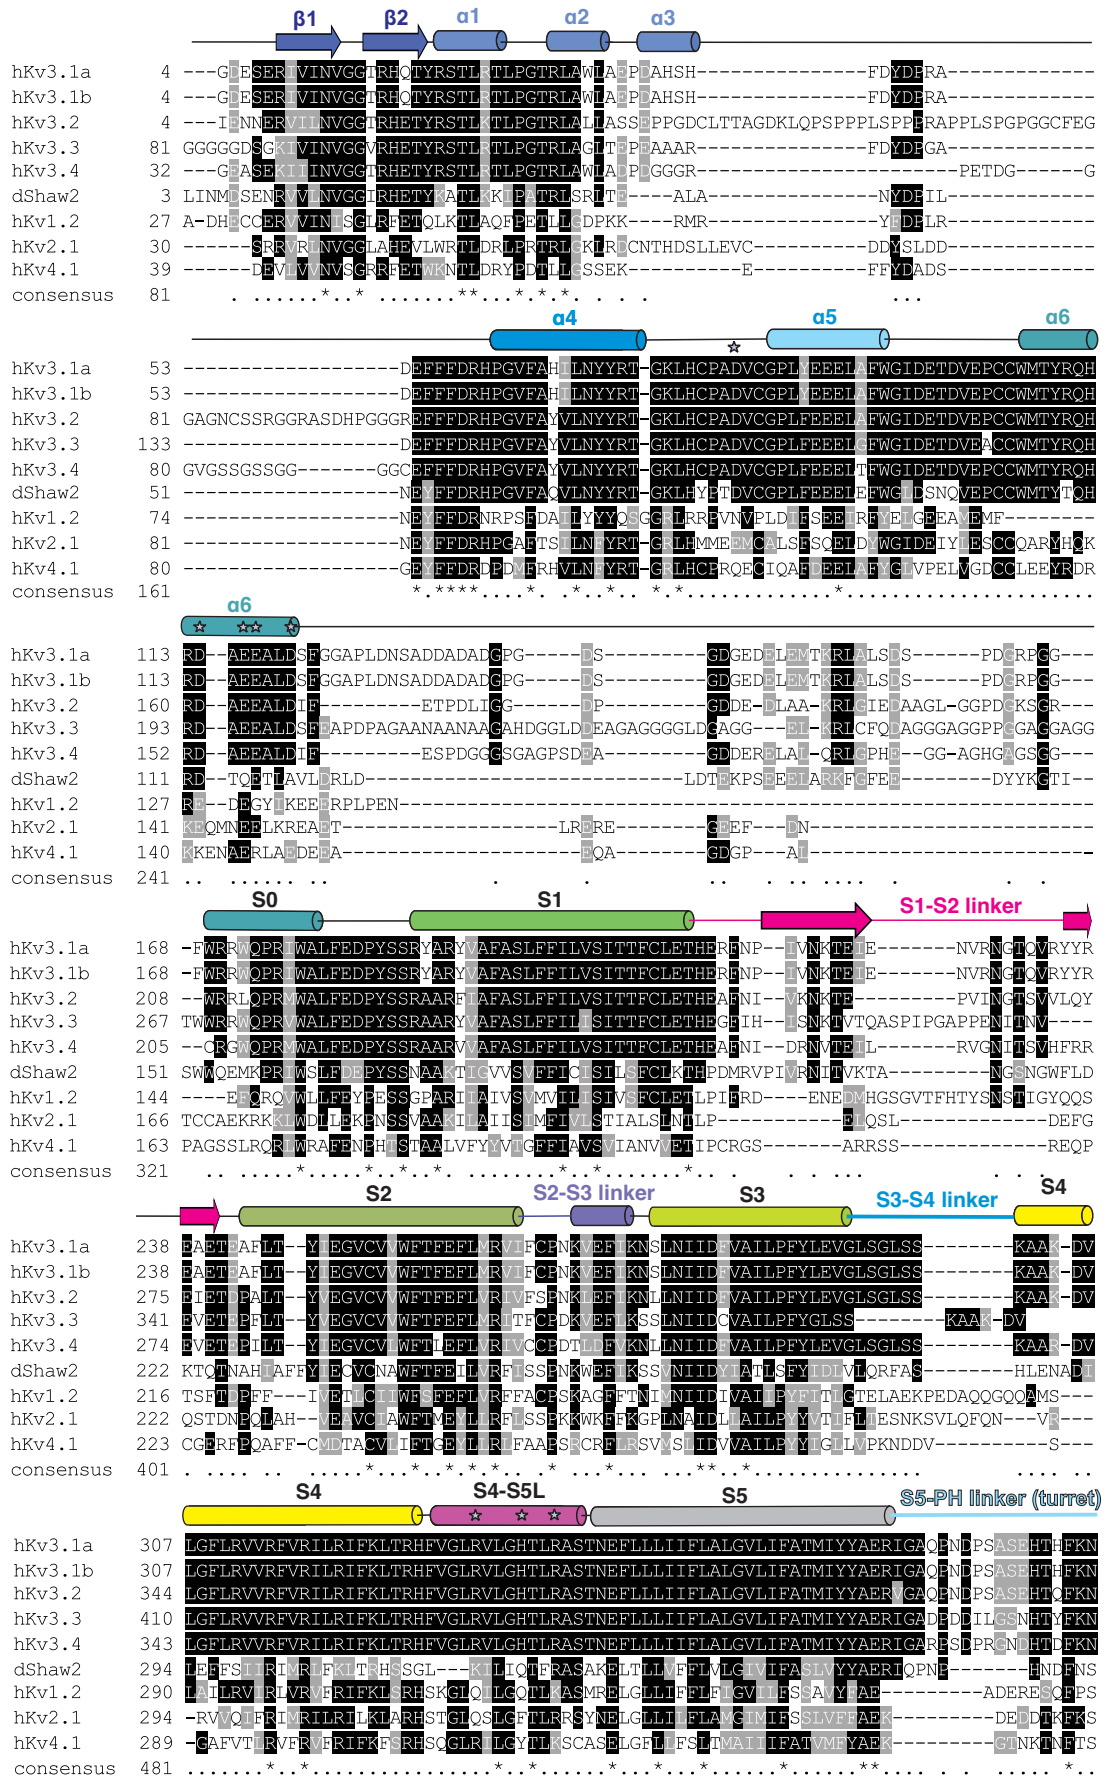 β1 β2 α1 α2 α3
hKv3.1a 4 ---GDESERIVINVGGTRHQTYRSTLRTLPGTRLAWLAEPDAHSH---------------FDYDPRA-------------
hKv3.1b 4 ---GDESERIVINVGGTRHQTYRSTLRTLPGTRLAWLAEPDAHSH---------------FDYDPRA-------------
hKv3.2 4 ---IENNERVILNVGGTRHETYRSTLKTLPGTRLALLASSEPPGDCLTTAGDKLQPSPPPLSPPPRAPPLSPGPGGCFEG
hKv3.3 81 GGGGGDSGKIVINVGGVRHETYRSTLRTLPGTRLAGLTEPEAAAR---------------FDYDPGA-------------
hKv3.4 32 ---GEASEKIIINVGGTRHETYRSTLRTLPGTRLAWLADPDGGGR-----------------------PETDG------G
dShaw2 3 LINMDSENRVVLNVGGIRHETYKATLKKIPATRLSRLTE----ALA---------------NYDPIL-------------
hKv1.2 27 A-DHECCERVVINISGLRFETQLKTLAQFPETLLGDPKK----RMR---------------YFDPLR-------------
hKv2.1 30 ------SRRVRLNVGGLAHEVLWRTLDRLPRTRLGKLRDCNTHDSLLEVC----------DDYSLDD-------------
hKv4.1 39 ------DEVLVVNVSGRRFETWKNTLDRYPDTLLGSSEK----------E---------FFYDADS--------------
consensus 81 . ....... * .. * ....... ** ... * . * . * . . . . ...
α4 α5 α6
hKv3.1a 53 -------------------DEFFFDRHPGVFAHILNYYRT-GKLHCPADVCGPLYEEELAFWGIDETDVEPCCWMTYRQH
hKv3.1b 53 -------------------DEFFFDRHPGVFAHILNYYRT-GKLHCPADVCGPLYEEELAFWGIDETDVEPCCWMTYRQH
hKv3.2 81 GAGNCSSRGGRASDHPGGGREFFFDRHPGVFAYVLNYYRT-GKLHCPADVCGPLFEEELAFWGIDETDVEPCCWMTYRQH
hKv3.3 133 -------------------DEFFFDRHPGVFAYVLNYYRT-GKLHCPADVCGPLFEEELGFWGIDETDVEACCWMTYRQH
hKv3.4 80 GVGSSGSSGG-------GGCEFFFDRHPGVFAYVLNYYRT-GKLHCPADVCGPLFEEELTFWGIDETDVEPCCWMTYRQH
dShaw2 51 -------------------NEYFFDRHPGVFAQVLNYYRT-GKLHYPTDVCGPLFEEELEFWGLDSNQVEPCCWMTYTQH
hKv1.2 74 -------------------NEYFFDRNRPSFDAILYYYQSGGRLRRPVNVPLDIFSEEIRFYELGEEAMEMF--------
hKv2.1 81 -------------------NEYFFDRHPGAFTSILNFYRT-GRLHMMEEMCALSFSQELDYWGIDEIYLESCCQARYHQK
hKv4.1 80 -------------------GEYFFDRDPDMFRHVLNFYRT-GRLHCPRQECIQAFDEELAFYGLVPELVGDCCLEEYRDR
consensus 161 *.****....*...*..*...*.*.............*......................
α6
hKv3.1a 113 RD--AEEALDSFGGAPLDNSADDADADGPG-----DS---------GDGEDELEMTKRLALSDS-----PDGRPGG----
hKv3.1b 113 RD--AEEALDSFGGAPLDNSADDADADGPG-----DS---------GDGEDELEMTKRLALSDS-----PDGRPGG----
hKv3.2 160 RD--AEEALDIF---------ETPDLIGG------DP---------GDDE-DLAA-KRLGIEDAAGL-GGPDGKSGR---
hKv3.3 193 RD--AEEALDSFEAPDPAGAANAANAAGAHDGGLDDEAGAGGGGLDGAGG---EL-KRLCFQDAGGGAGGPPGGAGGAGG
hKv3.4 152 RD--AEEALDIF---------ESPDGGGSGAGPSDEA---------GDDERELAL-QRLGPHE---GG-AGHGAGSGG--
dShaw2 111 RD--TQETLAVLDRLD----------------------------LDTEKPSEEELARKFGFEE------DYYKGTI-
hKv1.2 127 RE--DEGYIKEEERPLPEN-------------------------------------------------------------
hKv2.1 141 KEQMNEELKREAET-------------------LRERE-------GEEF--DN-------------------------
hKv4.1 140 KKENAERLAEDEEA---------------------EQA--------GDGP--AL-------------------------
consensus 241 .. ........ . . .. .. . . . .
S0 S1 S1-S2 linker
hKv3.1a 168 -FWRRWQPRIWALFEDPYSSRYARYVAFASLFFILVSITTFCLETHERFNP--IVNKTEIE--------NVRNGTQVRYYR
hKv3.1b 168 -FWRRWQPRIWALFEDPYSSRYARYVAFASLFFILVSITTFCLETHERFNP--IVNKTEIE--------NVRNGTQVRYYR
hKv3.2 208 --WRRLQPRMWALFEDPYSSRAARFIAFASLFFILVSITTFCLETHEAFNI--VKNKTE---------PVINGTSVVLQY
hKv3.3 267 TWWRRWQPRVWALFEDPYSSRAARYVAFASLFFILISITTFCLETHEGFIH--ISNKTVTQASPIPGAPPENITNV----
hKv3.4 205 --CRGWQPRMWALFEDPYSSRAARVVAFASLFFILVSITTFCLETHEAFNI--DRNVTEIL-------RVGNITSVHFRR
dShaw2 151 SWWQEMKPRIWSLFDEPYSSNAAKTIGVVSVFFICISILSFCLKTHPDMRVPIVRNITVKTA-------NGSNGWFLD
hKv1.2 144 ----EFQRQVWLLFEYPESSGPARIIAIVSVMVILISIVSFCLETLPIFRD----ENEDMHGSGVTFHTYSNSTIGYQQS
hKv2.1 166 TCCAEKRKKLWDLLEKPNSSVAAKILAIISIMFIVLSTIALSLNTLP-----------ELQSL-----------DEFG
hKv4.1 163 PAGSSLRQRLWRAFENPHTSTAALVFYYVTGFFIAVSVIANVVETIPCRGS-------ARRSS------------REQP
consensus 321 .. ........*.....*..*..*..........*..*.......* ... . . .....
S2 S2-S3 linker S3 S3-S4 linker S4
hKv3.1a 238 EAETEAFLT--YIEGVCVVWFTFEFLMRVIFCPNKVEFIKNSLNIIDFVAILPFYLEVGLSGLSS--------KAAK-DV
hKv3.1b 238 EAETEAFLT--YIEGVCVVWFTFEFLMRVIFCPNKVEFIKNSLNIIDFVAILPFYLEVGLSGLSS--------KAAK-DV
hKv3.2 275 EIETDPALT--YVEGVCVVWFTFEFLMRIVFSPNKLEFIKNLLNIIDFVAILPFYLEVGLSGLSS--------KAAK-DV
hKv3.3 341 EVETEPFLT--YIEGVCVVWFTFEFLMRITFCPDKVEFLKSSLNIIDCVAILPFYGLSS--------KAAK-DV
hKv3.4 274 EVETEPILT--YIEGVCVLWFTLEFLVRIVCCPDTLDFVKNLLNIIDFVAILPFYLEVGLSGLSS--------KAAR-DV
dShaw2 222 KTQTNAHIAFFYIECVCNAWFTFEILVRFISSPNKWEFIKSSVNIIDYIATLSFYIDLVLQRFAS--------HLENADI
hKv1.2 216 TSFTDPFF---IVETLCIIWFSFEFLVRFFACPSKAGFFTNIMNIIDIVAIIPYFITLGTELAEKPEDAQQGQQAMS---
hKv2.1 222 QSTDNPQLAH--VEAVCIAWFTMEYLLRFLSSPKKWKFFKGPLNAIDLLAILPYYVTIFLTESNKSVLQFQN---VR--
hKv4.1 223 CGERFPQAFF-CMDTACVLIFTGEYLLRLFAAPSRCRFLRSVMSLIDVVAILPYYIGLLVPKNDDV----------S---
consensus 401 . ....... ....*...*..*.*....*......*.......**..*.............. ..... ..
S4 S4-S5L S5 S5-PH linker (turret)
hKv3.1a 307 LGFLRVVRFVRILRIFKLTRHFVGLRVLGHTLRASTNEFLLLIIFLALGVLIFATMIYYAERIGAQPNDPSASEHTHFKN
hKv3.1b 307 LGFLRVVRFVRILRIFKLTRHFVGLRVLGHTLRASTNEFLLLIIFLALGVLIFATMIYYAERIGAQPNDPSASEHTHFKN
hKv3.2 344 LGFLRVVRFVRILRIFKLTRHFVGLRVLGHTLRASTNEFLLLIIFLALGVLIFATMIYYAERVGAQPNDPSASEHTQFKN
hKv3.3 410 LGFLRVVRFVRILRIFKLTRHFVGLRVLGHTLRASTNEFLLLIIFLALGVLIFATMIYYAERIGADPDDILGSNHTYFKN
hKv3.4 343 LGFLRVVRFVRILRIFKLTRHFVGLRVLGHTLRASTNEFLLLIIFLALGVLIFATMIYYAERIGARPSDPRGNDHTDFKN
dShaw2 294 LEFFSIIRIMRLFKLTRHSSGL---KILIQTFRASAKELTLLVFFLVLGIVIFASLVYYAERIQPNP-------HNDFNS
hKv1.2 290 LAILRVIRLVRVFRIFKLSRHSKGLQILGQTLKASMRELGLLIFFLFIGVILFSSAVYFAE---------ADERESQFPS
hKv2.1 294 -RVVQIFRIMRILRILKLARHSTGLQSLGFTLRRSYNELGLLILFLAMGIMIFSSLVFFAEK---------DEDDTKFKS
hKv4.1 289 -GAFVTLRVFRVFRIFKFSRHSQGLRILGYTLKSCASELGFLLFSLTMAIIIFATVMFYAEK---------GTNKTNFTS
consensus 481 .......*..*................*..*.......*......*.......*.....**.. . ......*..